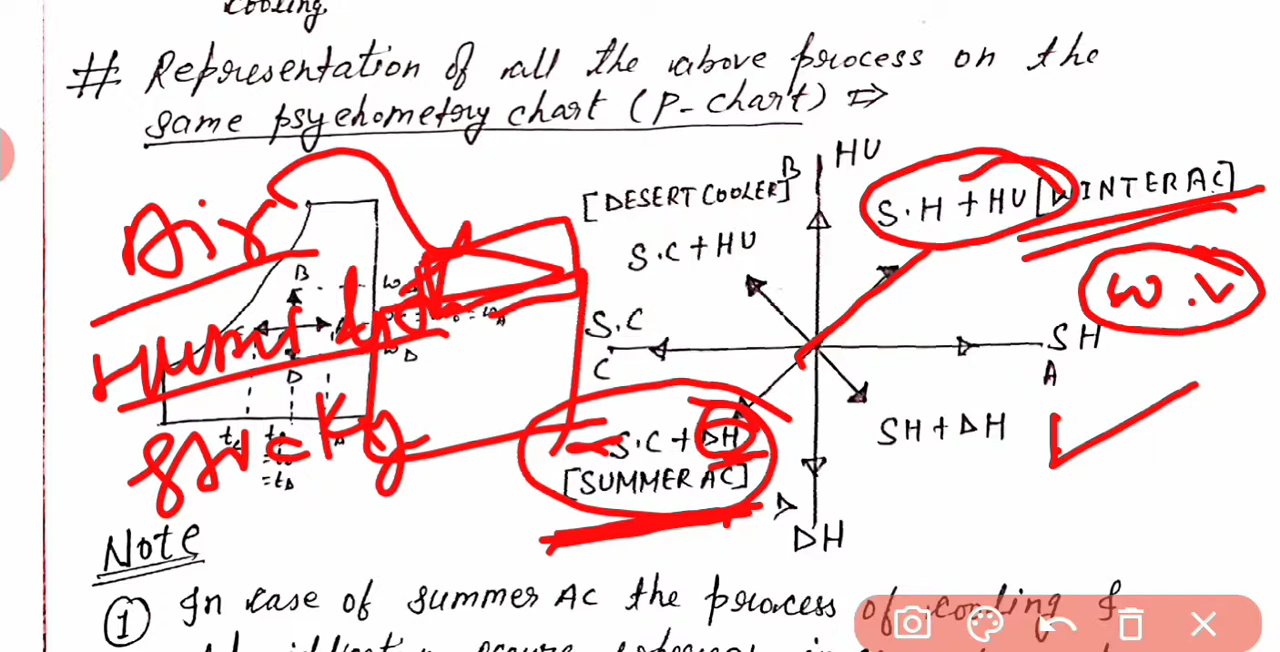 cooling
# Representation of all the above process on the
same psychometry chart (P-chart) ⇒
B HU
[DESERT COOLER]
S.H + HU [WINTER AC]
S.C + HU
Air
W.V
B
S.C
C
SH
A
Humidity
D
S.C + DH
[SUMMER AC]
SH + DH
Sticky
= tD
D
DH
Note
① In case of summer AC the process of cooling &